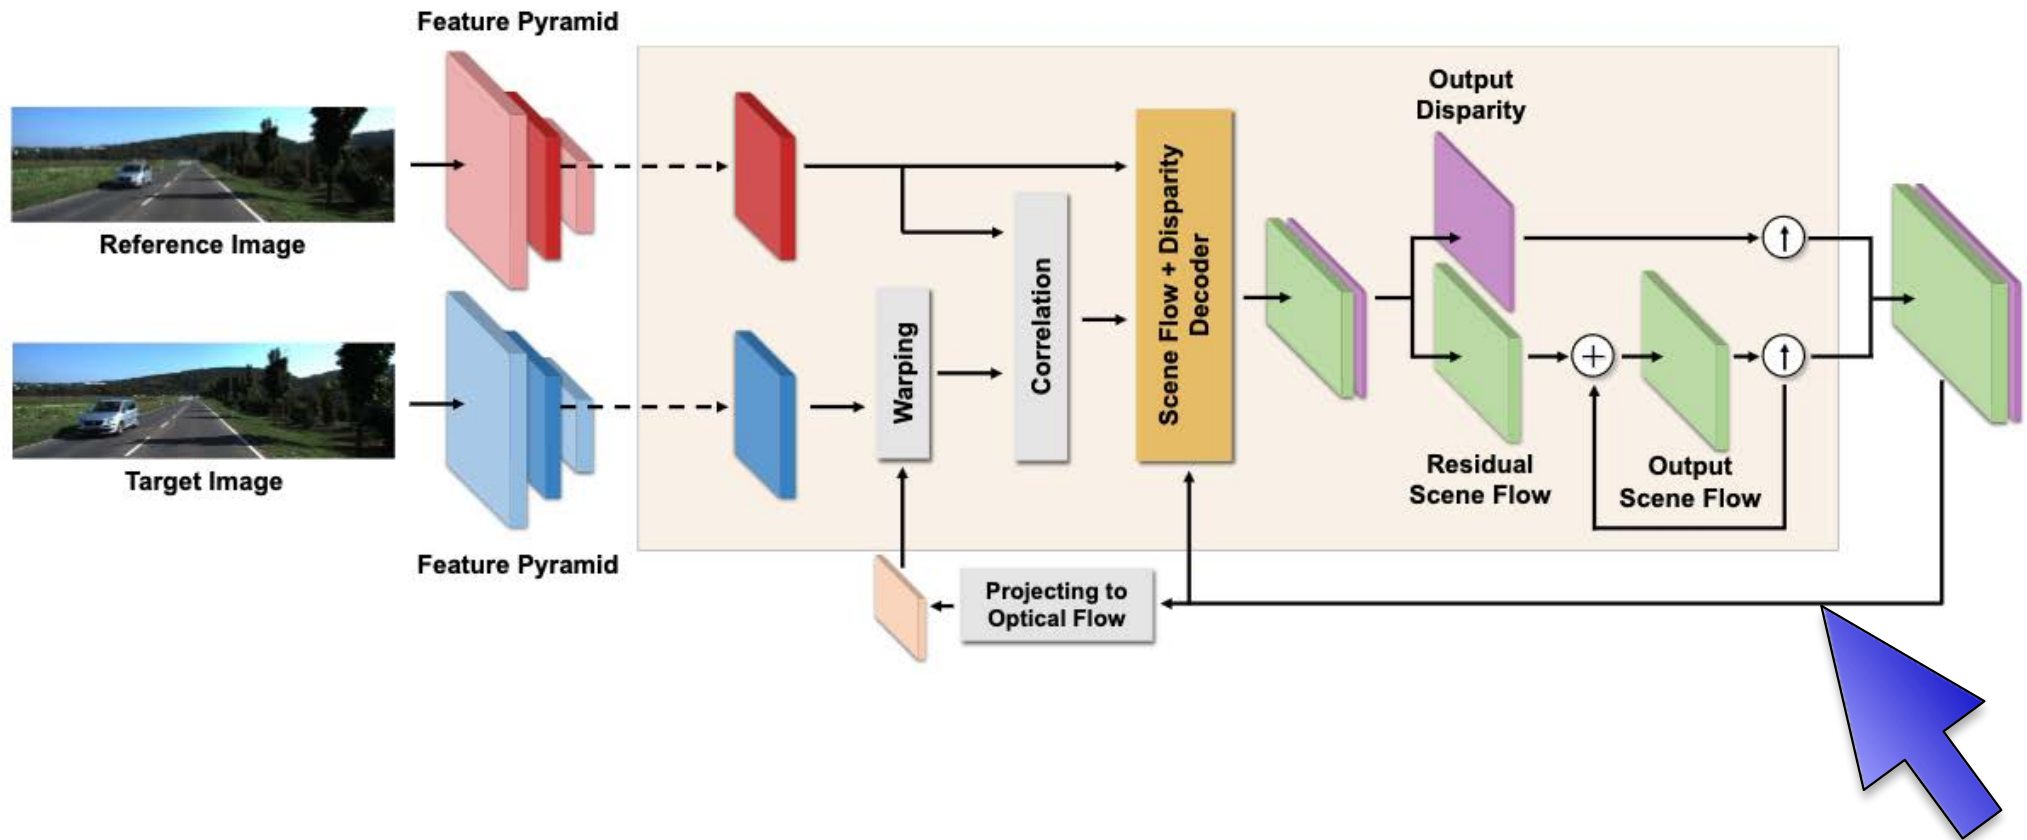 Feature Pyramid
Reference Image
Target Image
Feature Pyramid
Warping
Correlation
Scene Flow + Disparity
Decoder
Output
Disparity
Residual
Scene Flow
Output
Scene Flow
Projecting to
Optical Flow